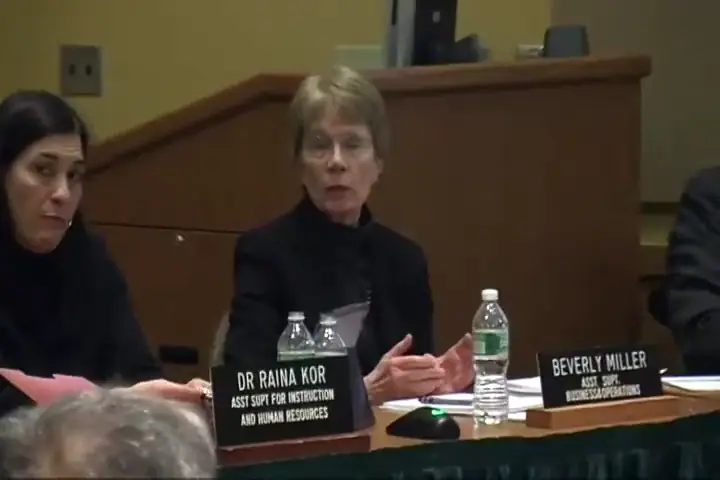 DR RAINA KOR
ASST SUPT FOR INSTRUCTION
AND HUMAN RESOURCES
BEVERLY MILLER
ASST. SUPT.
BUSINESS&OPERATIONS